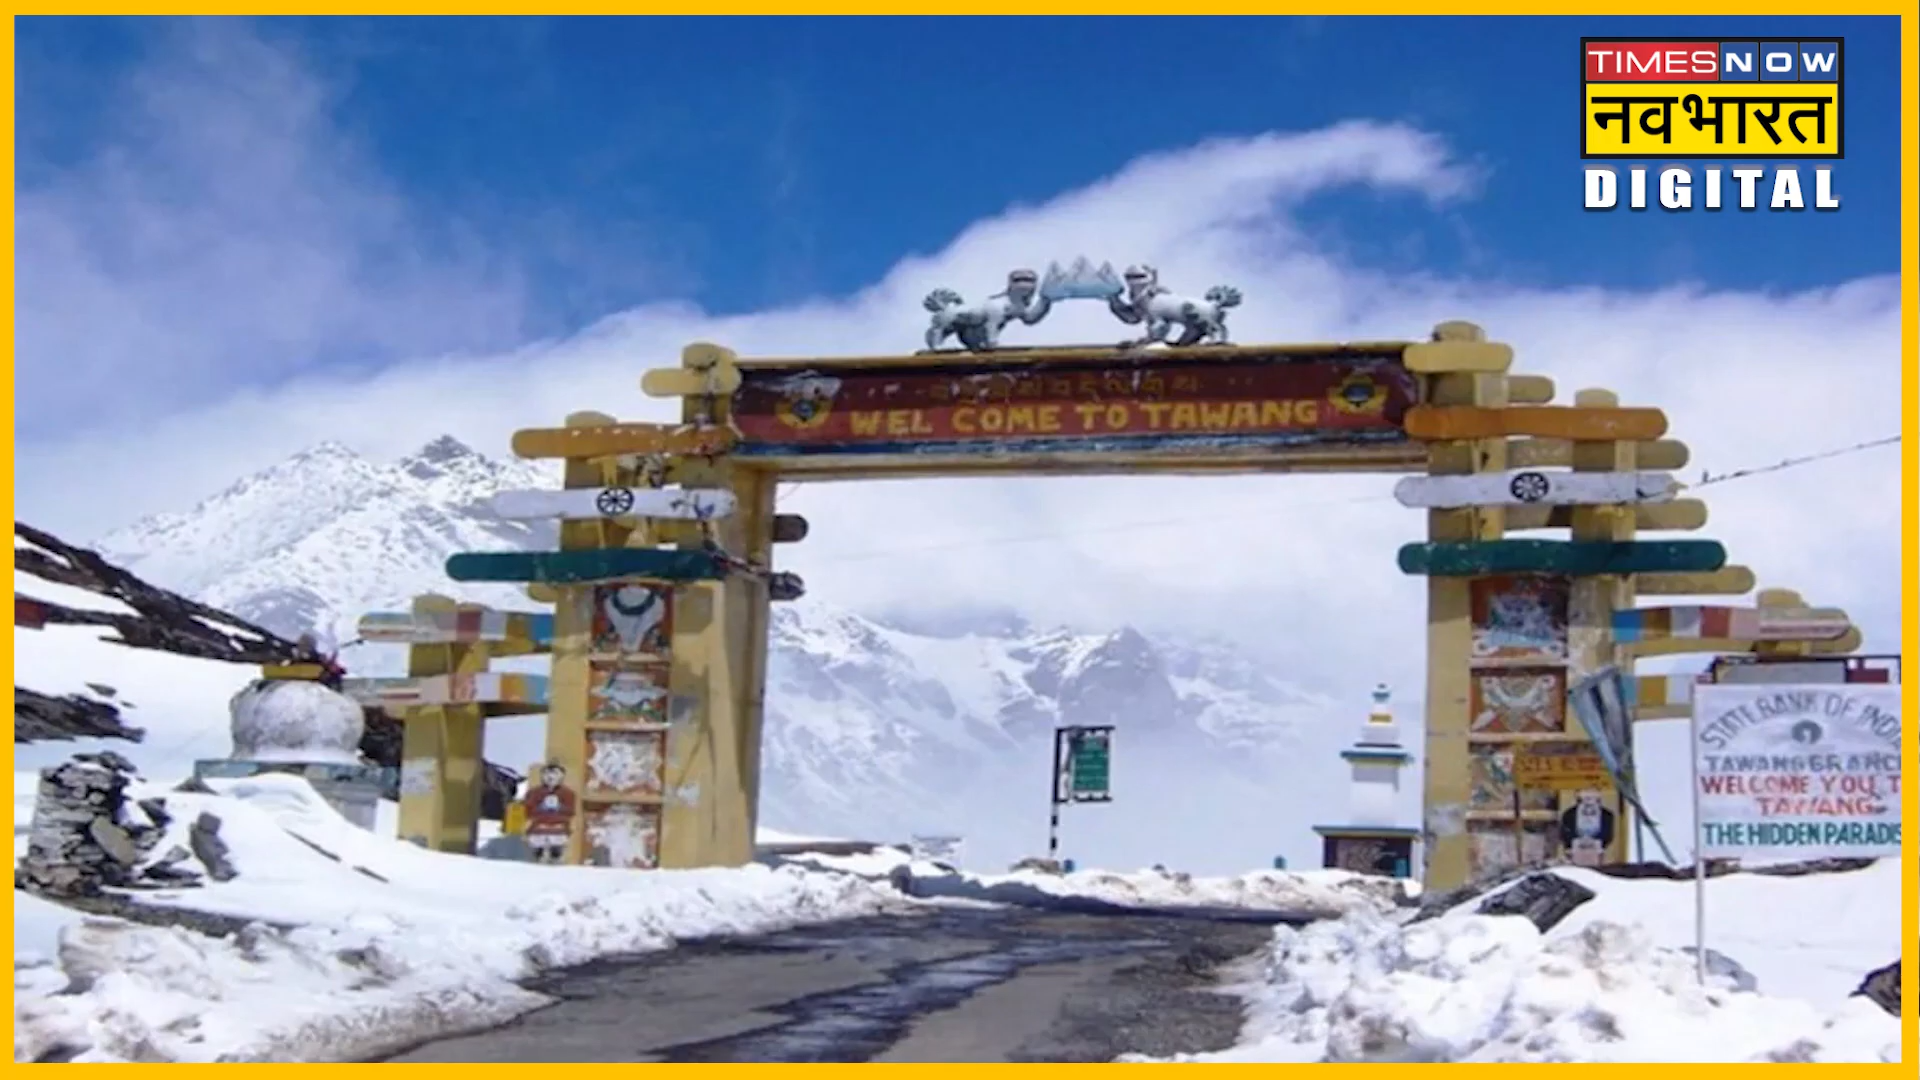 TIMES NOW
नवभारत
DIGITAL
WEL COME TO TAWANG
STATE BANK OF INDIA
TAWANG BRANCH
WELCOME YOU T
TAWANG
THE HIDDEN PARADIS